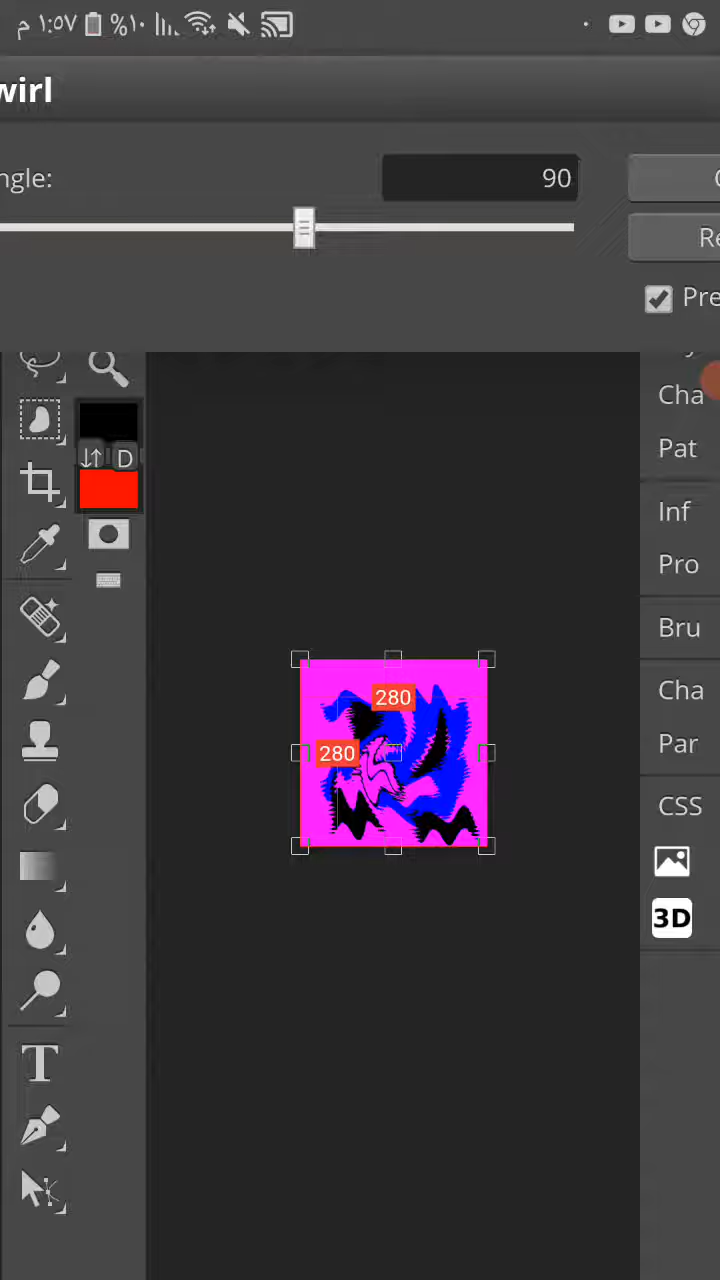 م ١:٥٧ %١٠
wirl
ngle:
90
Re
Pre
Cha
Pat
D
Inf
Pro
Bru
Cha
280
Par
280
CSS
3D
T